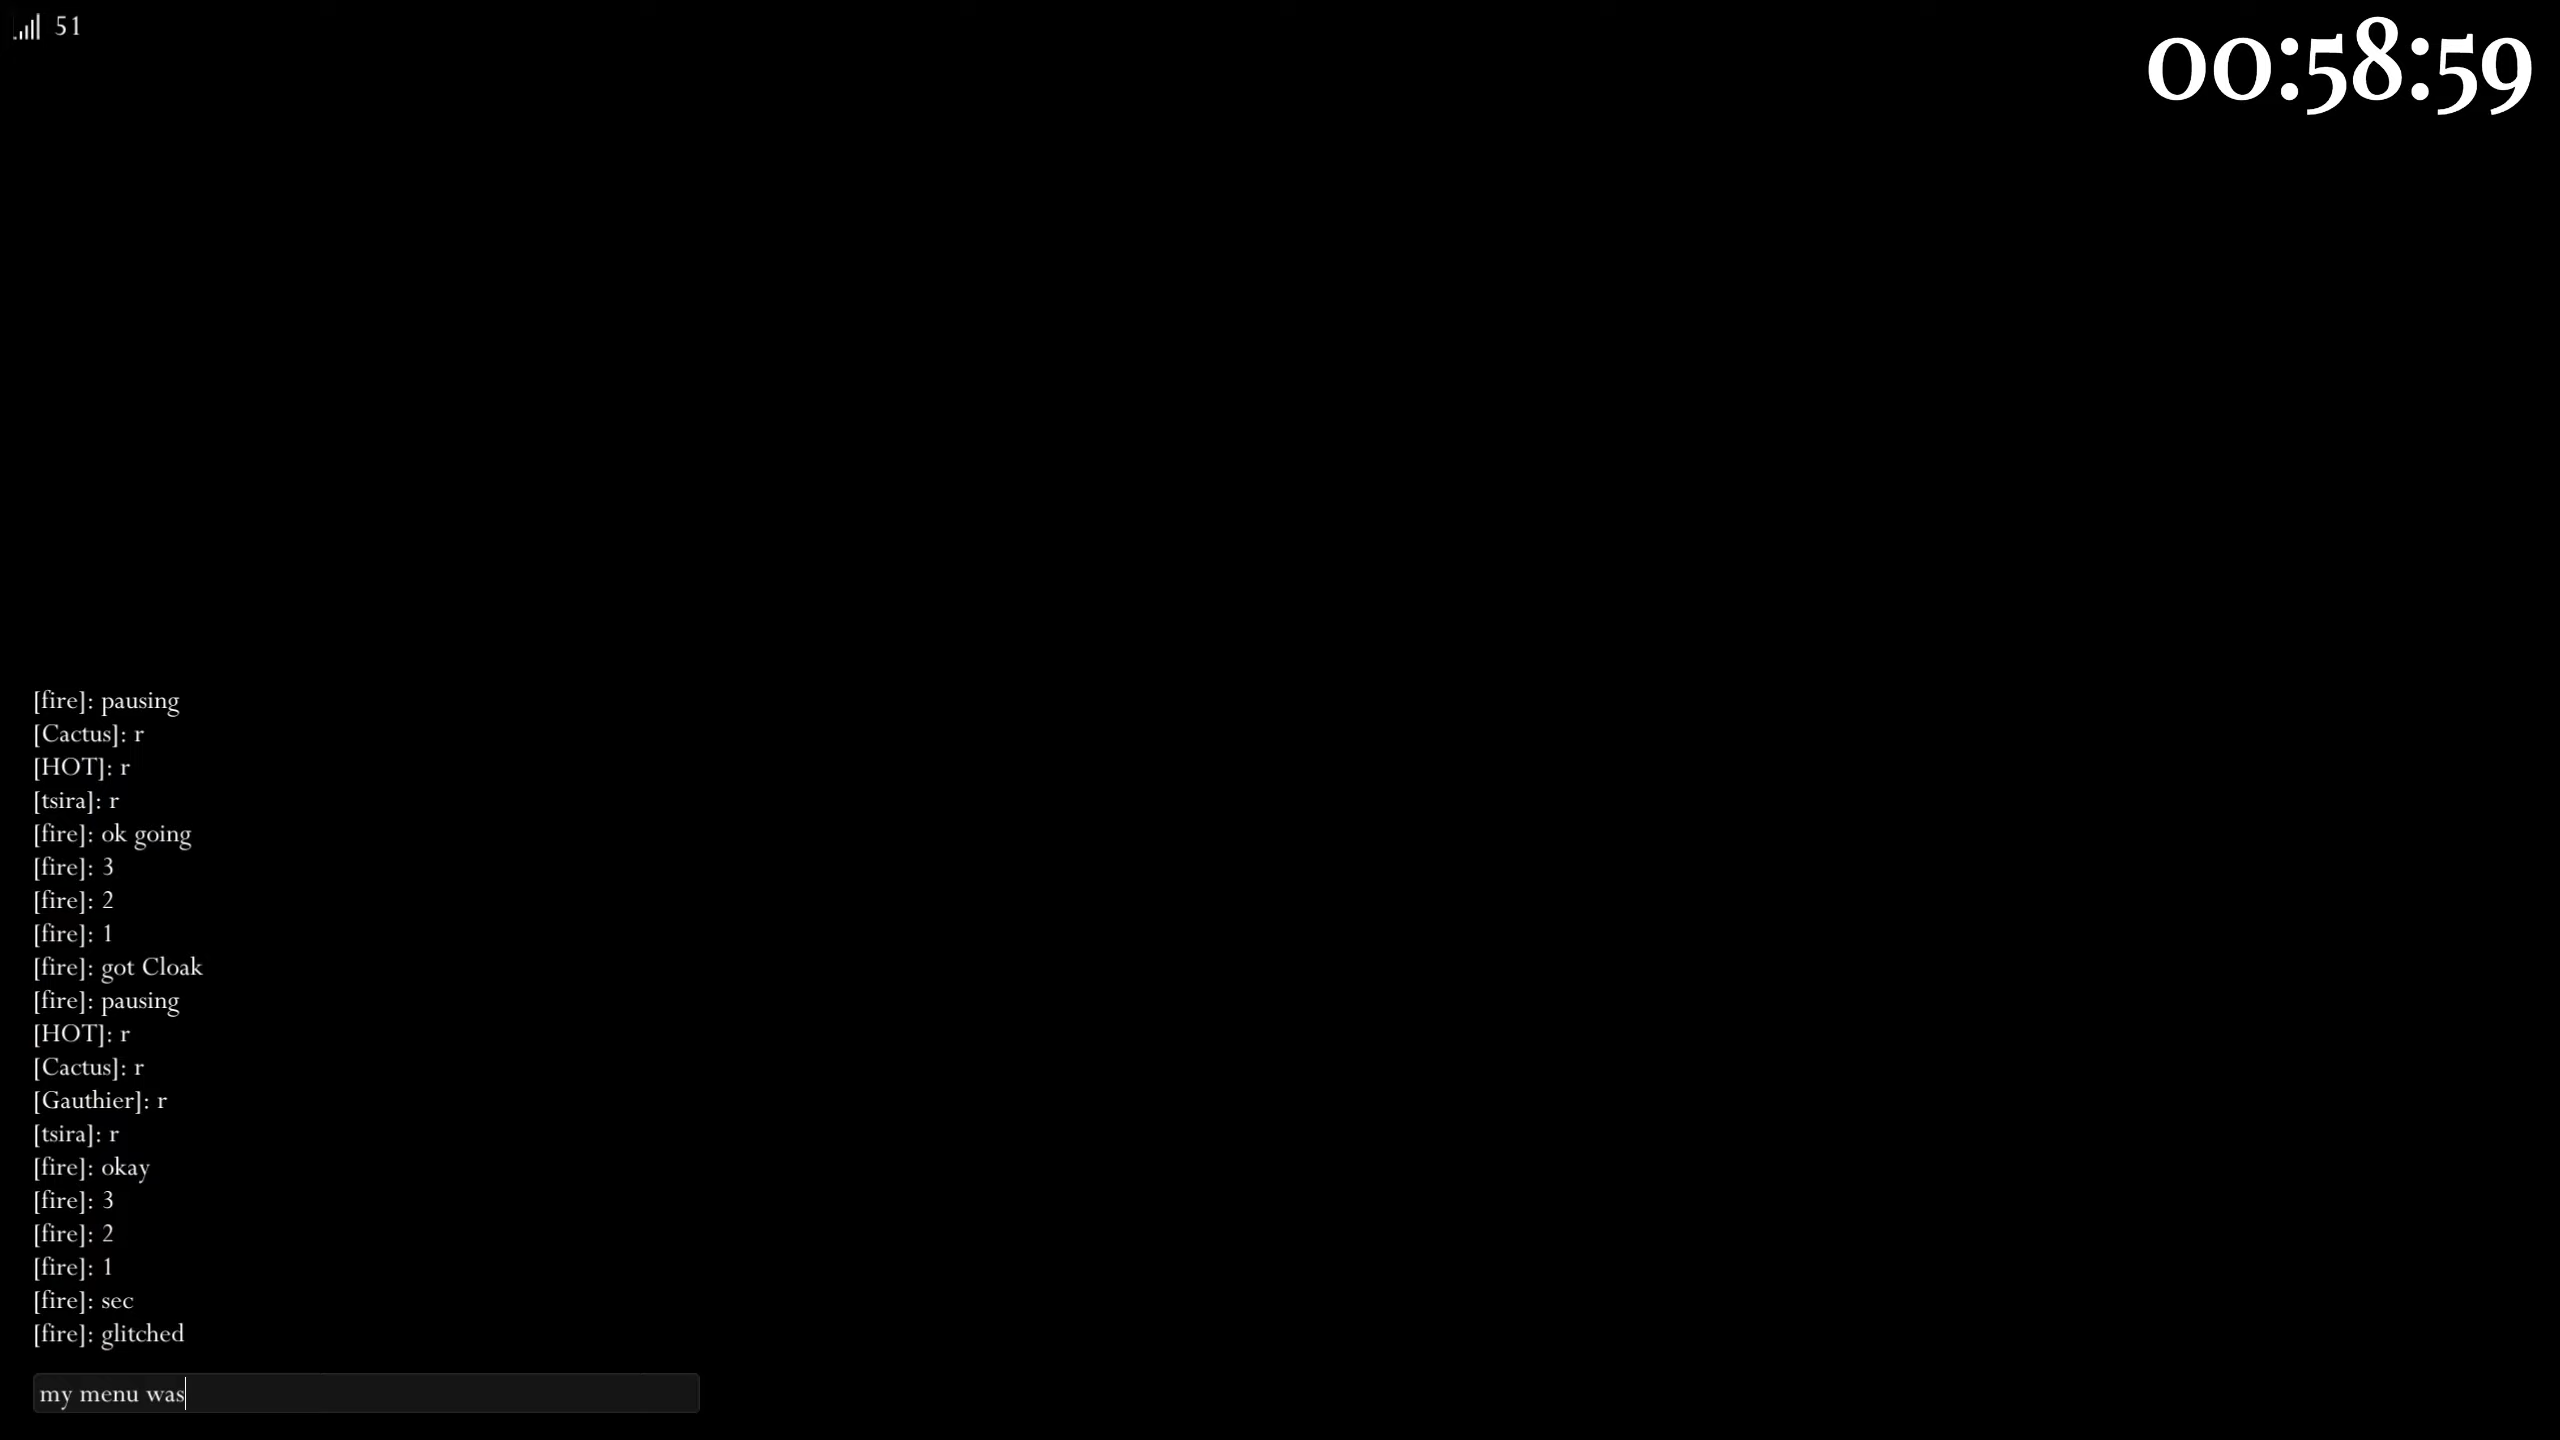 51
00:58:59
[fire]: pausing
[Cactus]: r
[HOT]: r
[tsira]: r
[fire]: ok going
[fire]: 3
[fire]: 2
[fire]: 1
[fire]: got Cloak
[fire]: pausing
[HOT]: r
[Cactus]: r
[Gauthier]: r
[tsira]: r
[fire]: okay
[fire]: 3
[fire]: 2
[fire]: 1
[fire]: sec
[fire]: glitched
my menu was